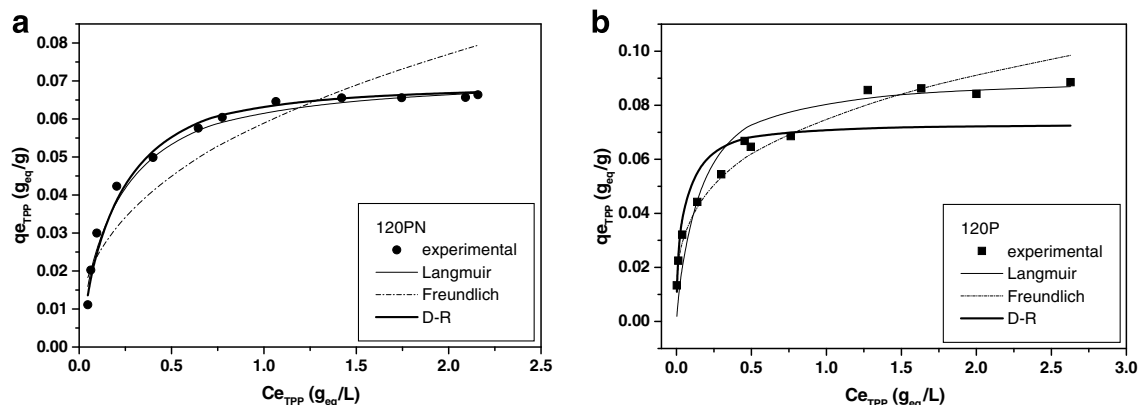 a
0.08
0.07
0.06
0.05
0.04
0.03
0.02
0.01
0.00
qe_TPP (g_eq/g)
120PN
experimental
Langmuir
Freundlich
D-R
0.0 0.5 1.0 1.5 2.0 2.5
Ce_TPP (g_eq/L)
b
0.10
0.08
0.06
0.04
0.02
0.00
qe_TPP (g_eq/g)
120P
experimental
Langmuir
Freundlich
D-R
0.0 0.5 1.0 1.5 2.0 2.5 3.0
Ce_TPP (g_eq/L)